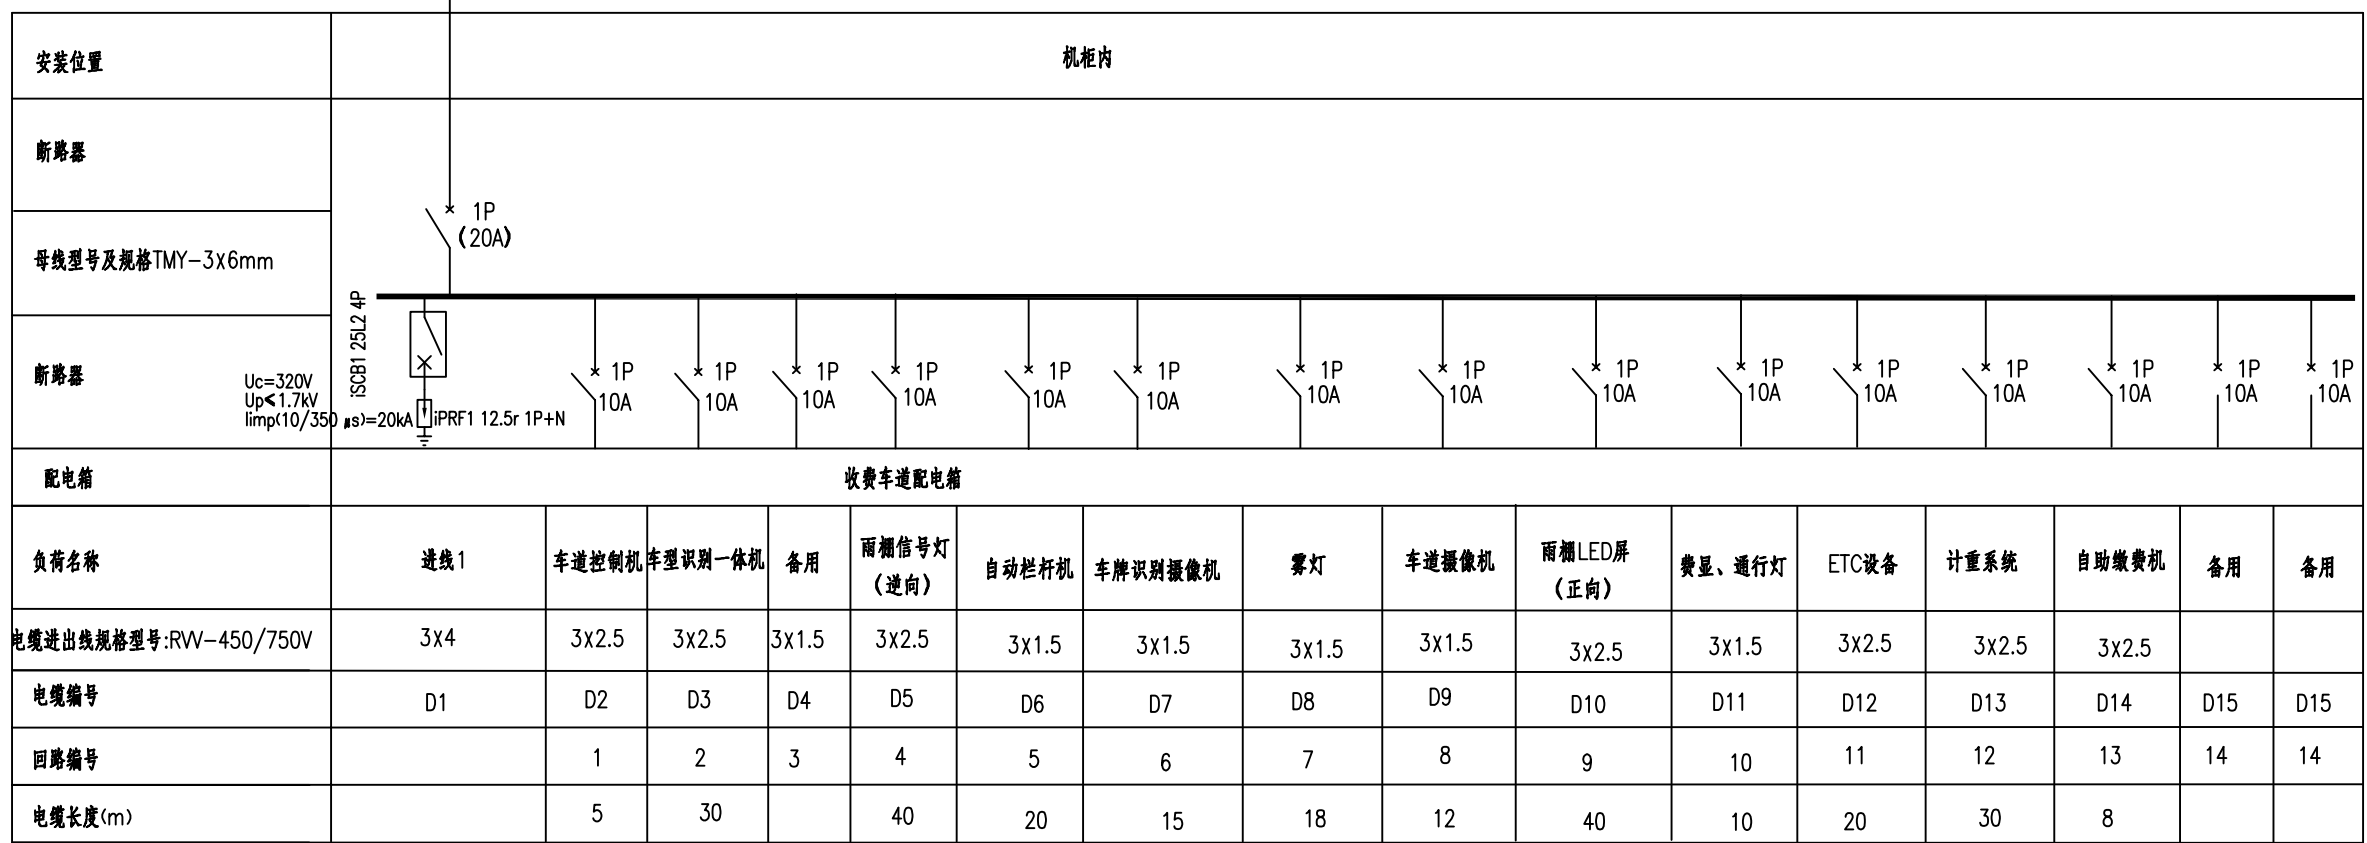 安装位置
机柜内
断路器
1P
(20A)
母线型号及规格TMY-3x6mm
iSCB1 25L2 4P
断路器
Uc=320V
Up≤1.7kV
Iimp(10/350 μs)=20kA
iPRF1 12.5r 1P+N
1P 1P 1P 1P 1P 1P 1P 1P 1P 1P 1P 1P 1P 1P 1P
10A 10A 10A 10A 10A 10A 10A 10A 10A 10A 10A 10A 10A 10A 10A
配电箱
收费车道配电箱
负荷名称
进线1
车道控制机
车型识别一体机
备用
雨棚信号灯
(逆向)
自动栏杆机
车牌识别摄像机
雾灯
车道摄像机
雨棚LED屏
(正向)
费显、通行灯
ETC设备
计重系统
自助缴费机
备用
备用
电缆进出线规格型号:RVV-450/750V 3x4 3x2.5 3x2.5 3x1.5 3x2.5 3x1.5 3x1.5 3x1.5 3x1.5 3x2.5 3x1.5 3x2.5 3x2.5 3x2.5
电缆编号 D1 D2 D3 D4 D5 D6 D7 D8 D9 D10 D11 D12 D13 D14 D15 D15
回路编号 1 2 3 4 5 6 7 8 9 10 11 12 13 14 14
电缆长度(m) 5 30 40 20 15 18 12 40 10 20 30 8